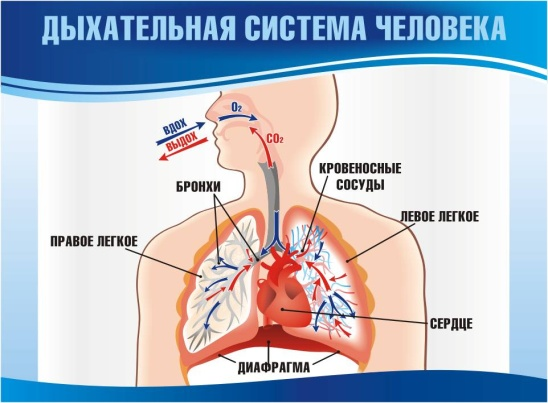 ДЫХАТЕЛЬНАЯ СИСТЕМА ЧЕЛОВЕКА
O₂
ВДОХ
ВЫДОХ
CO₂
БРОНХИ
КРОВЕНОСНЫЕ
СОСУДЫ
ПРАВОЕ ЛЕГКОЕ
ЛЕВОЕ ЛЕГКОЕ
СЕРДЦЕ
ДИАФРАГМА